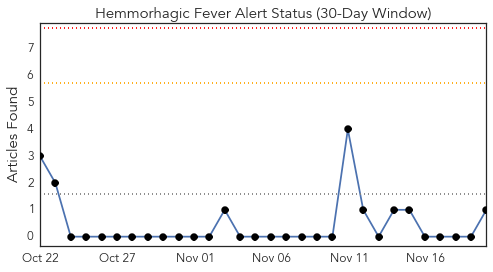 Hemmorhagic Fever Alert Status (30-Day Window)
Articles Found
7
6
5
4
3
2
1
0
Oct 22 Oct 27 Nov 01 Nov 06 Nov 11 Nov 16